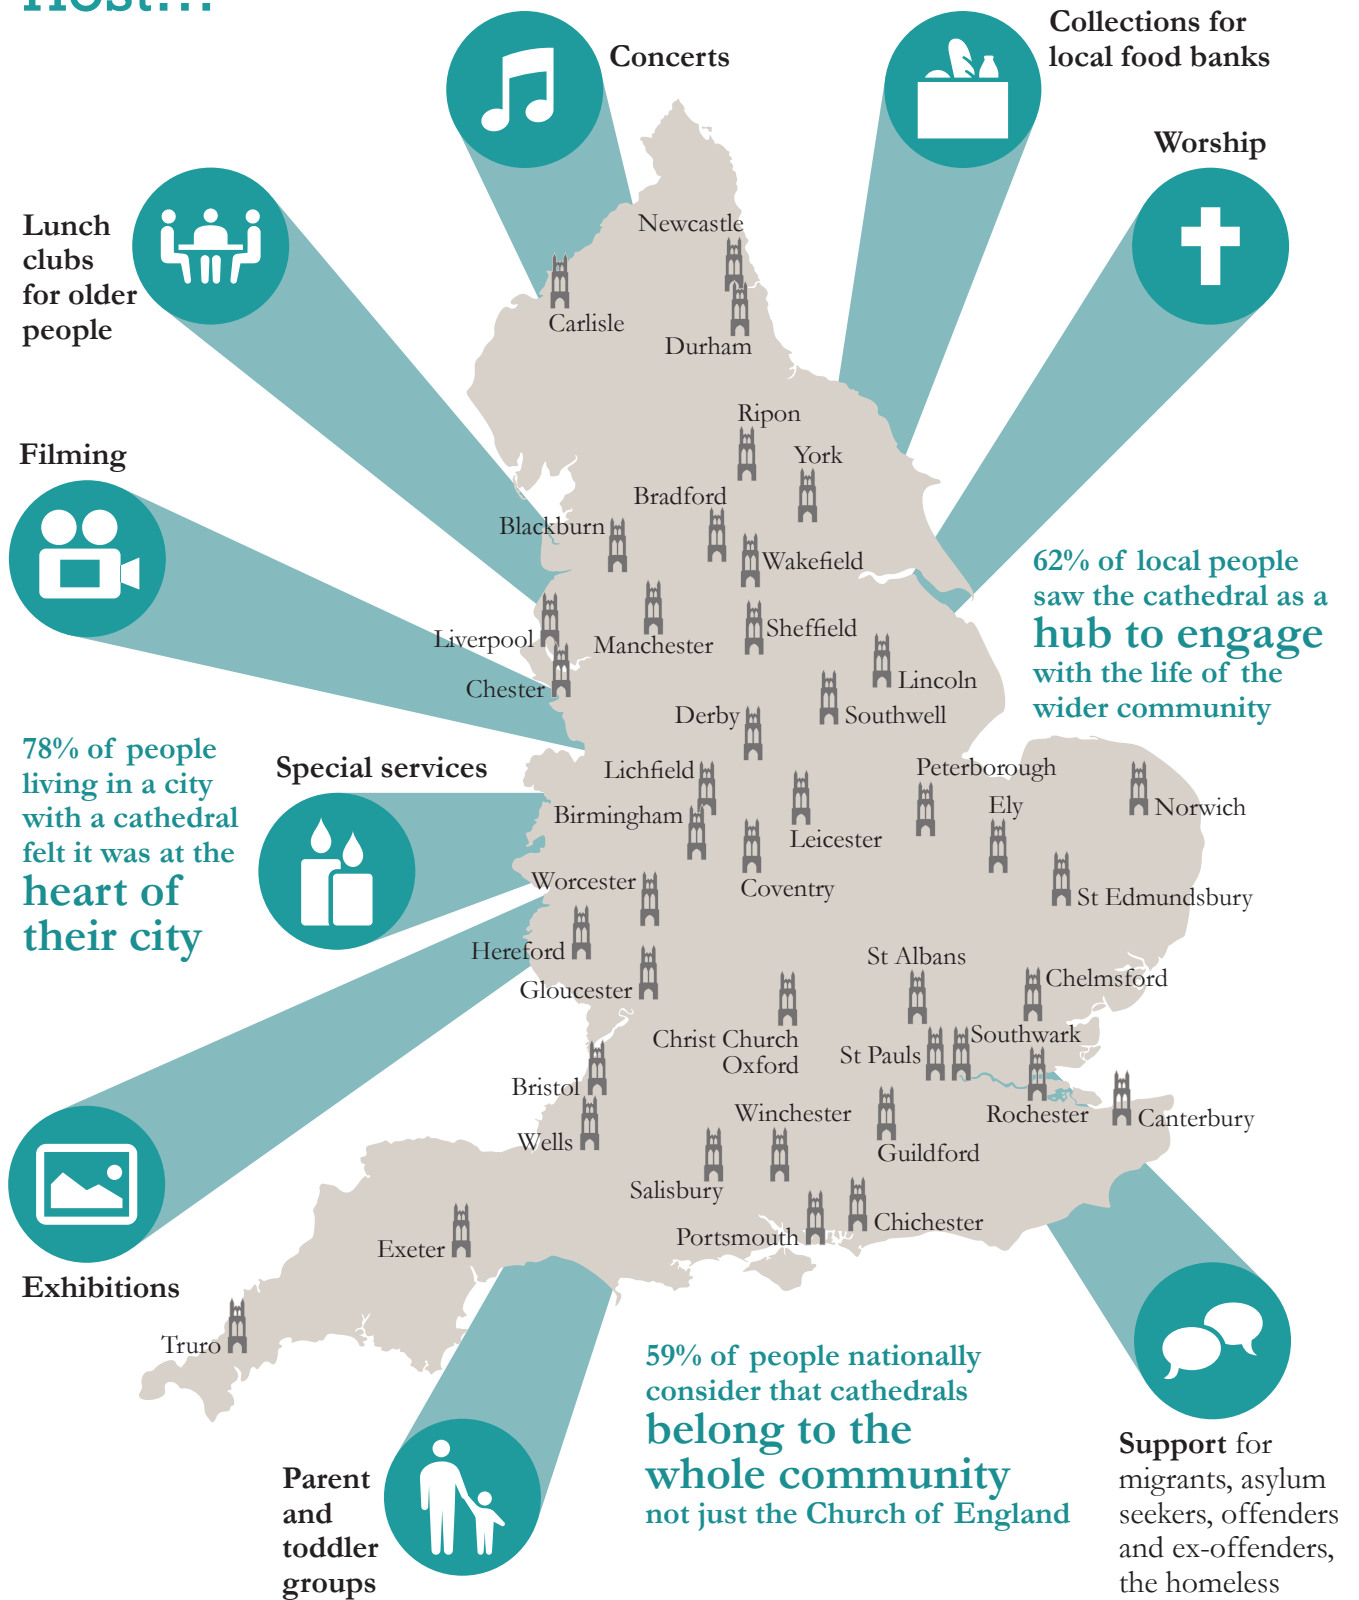 Host…
Concerts
Collections for
local food banks
Worship
Lunch
clubs
for older
people
Newcastle
Carlisle
Durham
Ripon
York
Filming
Bradford
Blackburn
Wakefield
62% of local people
saw the cathedral as a
hub to engage
with the life of the
wider community
Liverpool
Manchester
Sheffield
Chester
Lincoln
Derby
Southwell
78% of people
living in a city
with a cathedral
felt it was at the
heart of
their city
Special services
Lichfield
Peterborough
Birmingham
Leicester
Ely
Norwich
Worcester
Coventry
St Edmundsbury
Hereford
St Albans
Gloucester
Chelmsford
Christ Church
Oxford
St Pauls
Southwark
Bristol
Winchester
Rochester
Canterbury
Wells
Guildford
Salisbury
Portsmouth
Chichester
Exeter
Exhibitions
Truro
59% of people nationally
consider that cathedrals
belong to the
whole community
not just the Church of England
Parent
and
toddler
groups
Support for
migrants, asylum
seekers, offenders
and ex-offenders,
the homeless